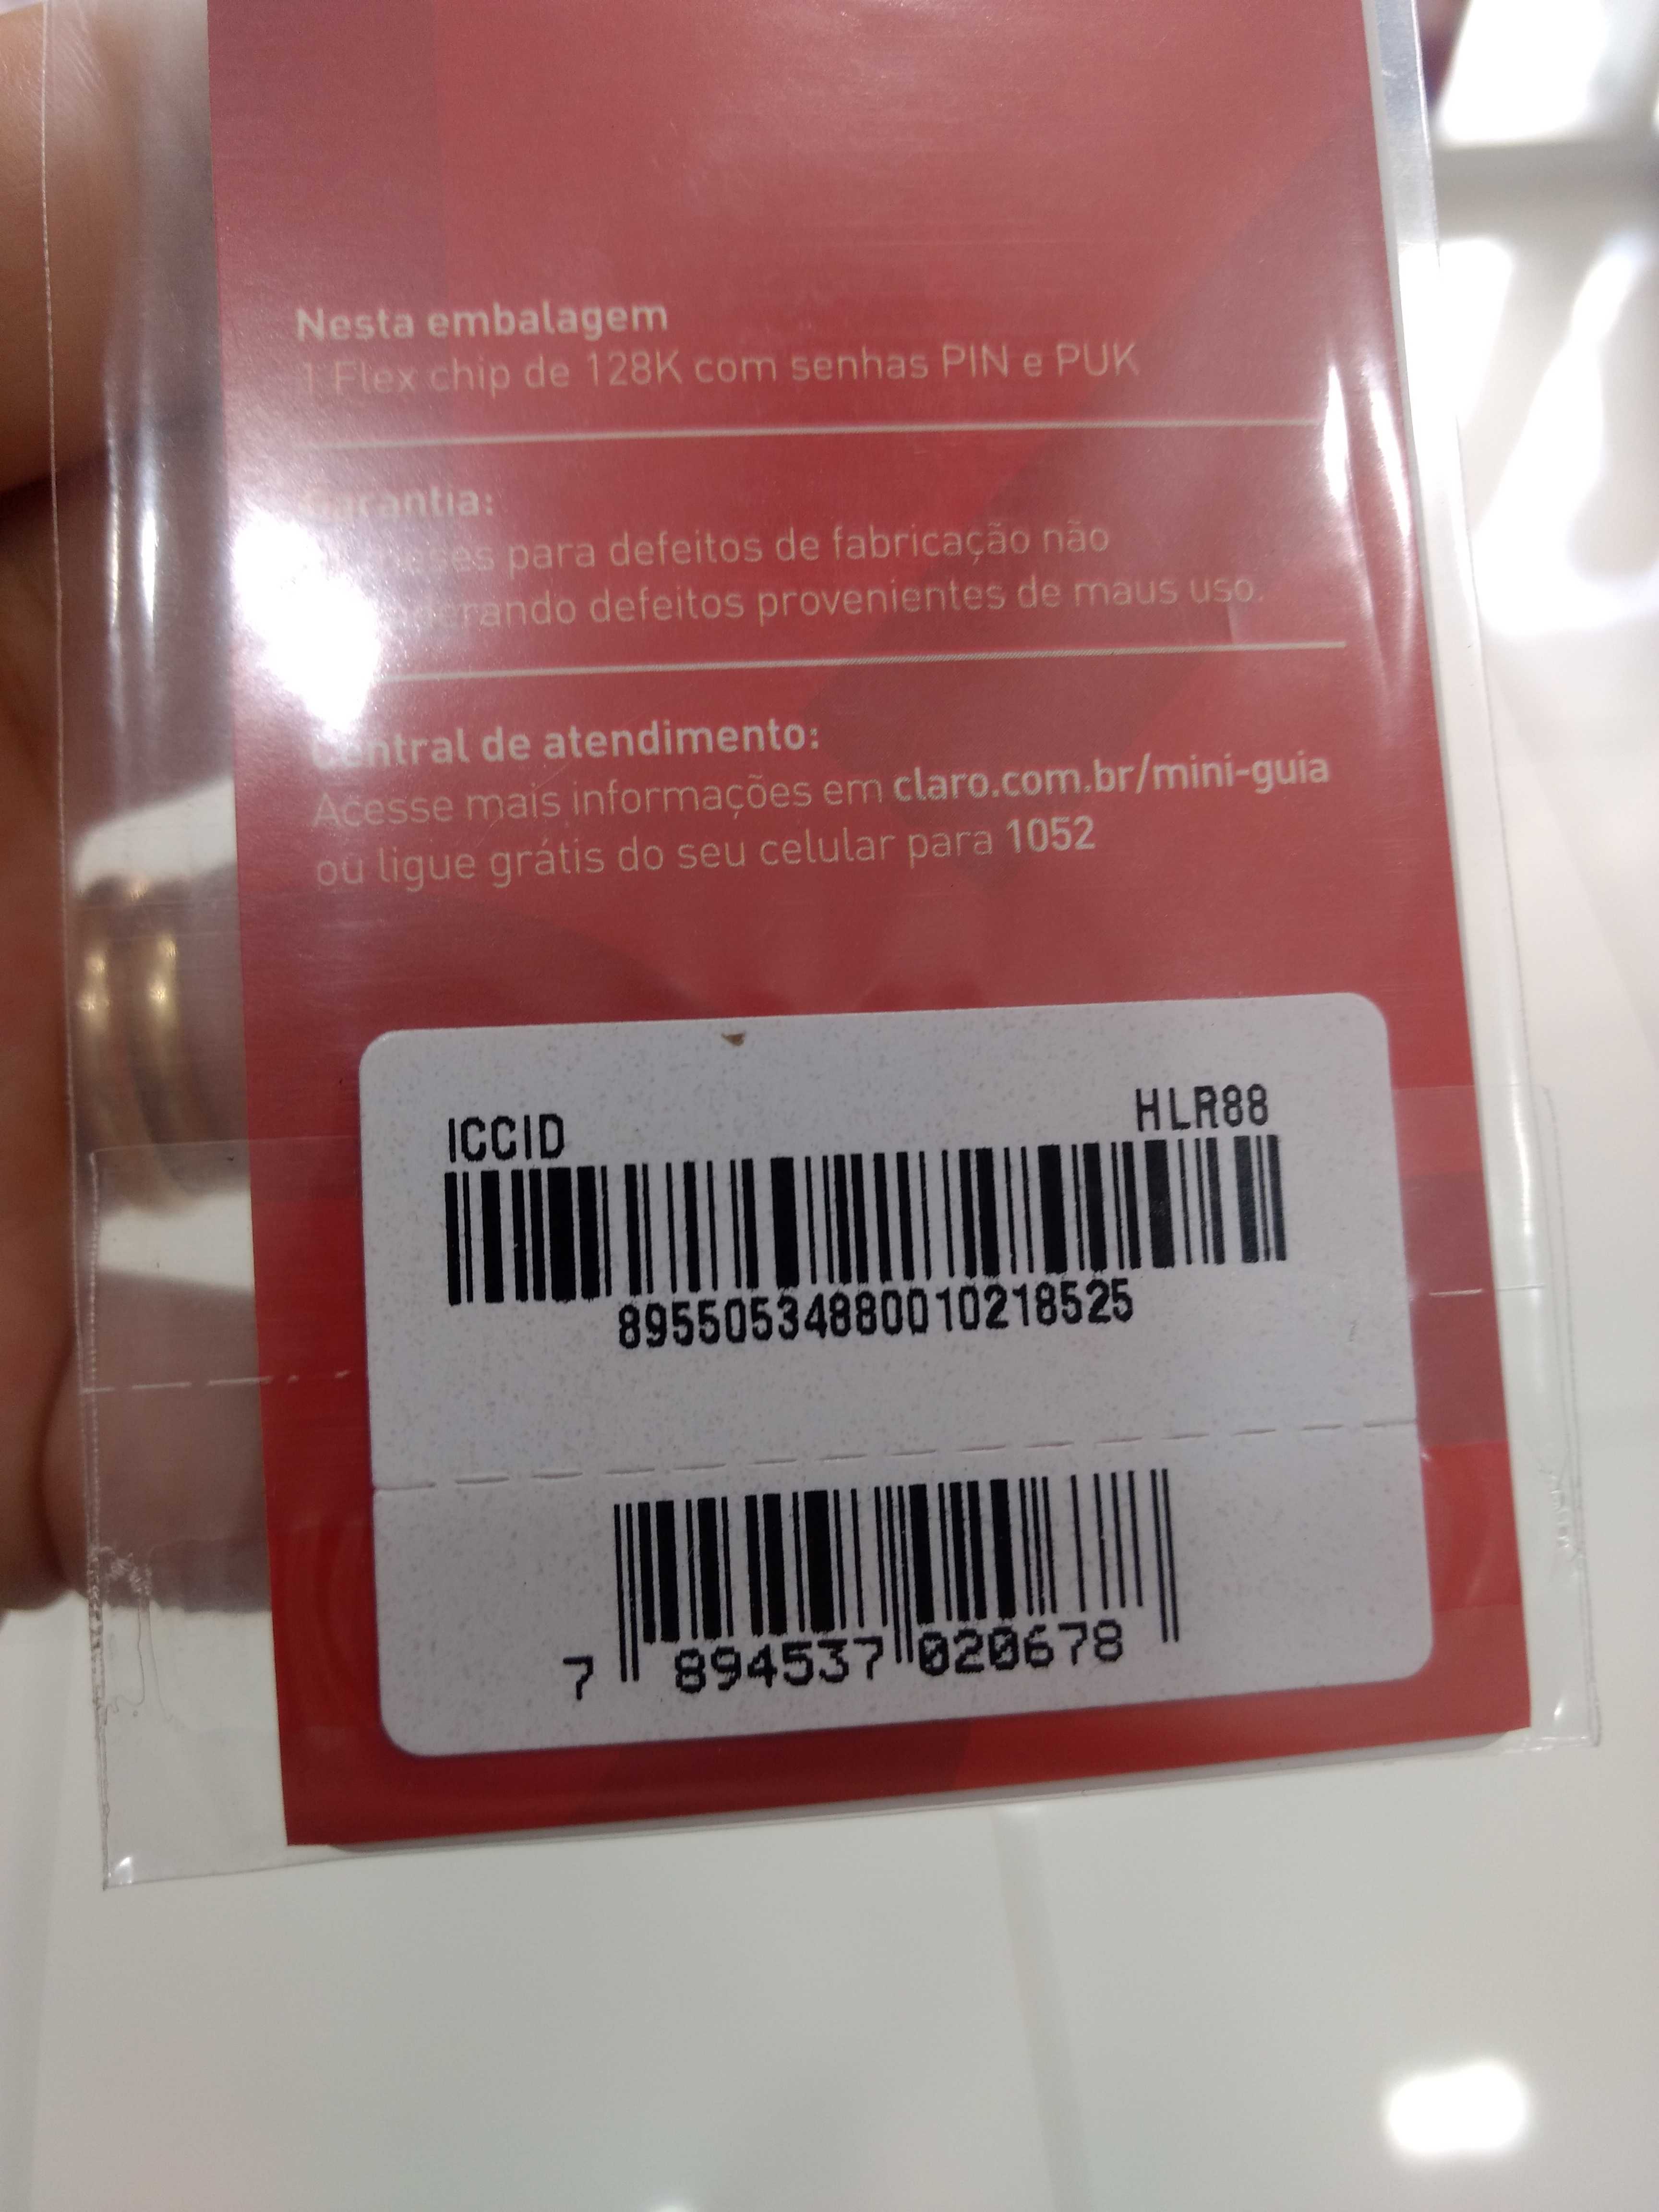 Nesta embalagem
1 Flex chip de 128K com senhas PIN e PUK
Garantia:
para defeitos de fabricação não
defeitos provenientes de maus uso.
Central de atendimento:
Acesse mais informações em claro.com.br/mini-guia
ou ligue grátis do seu celular para 1052
ICCID HLR88
89550534880010218525
7 894537 020678